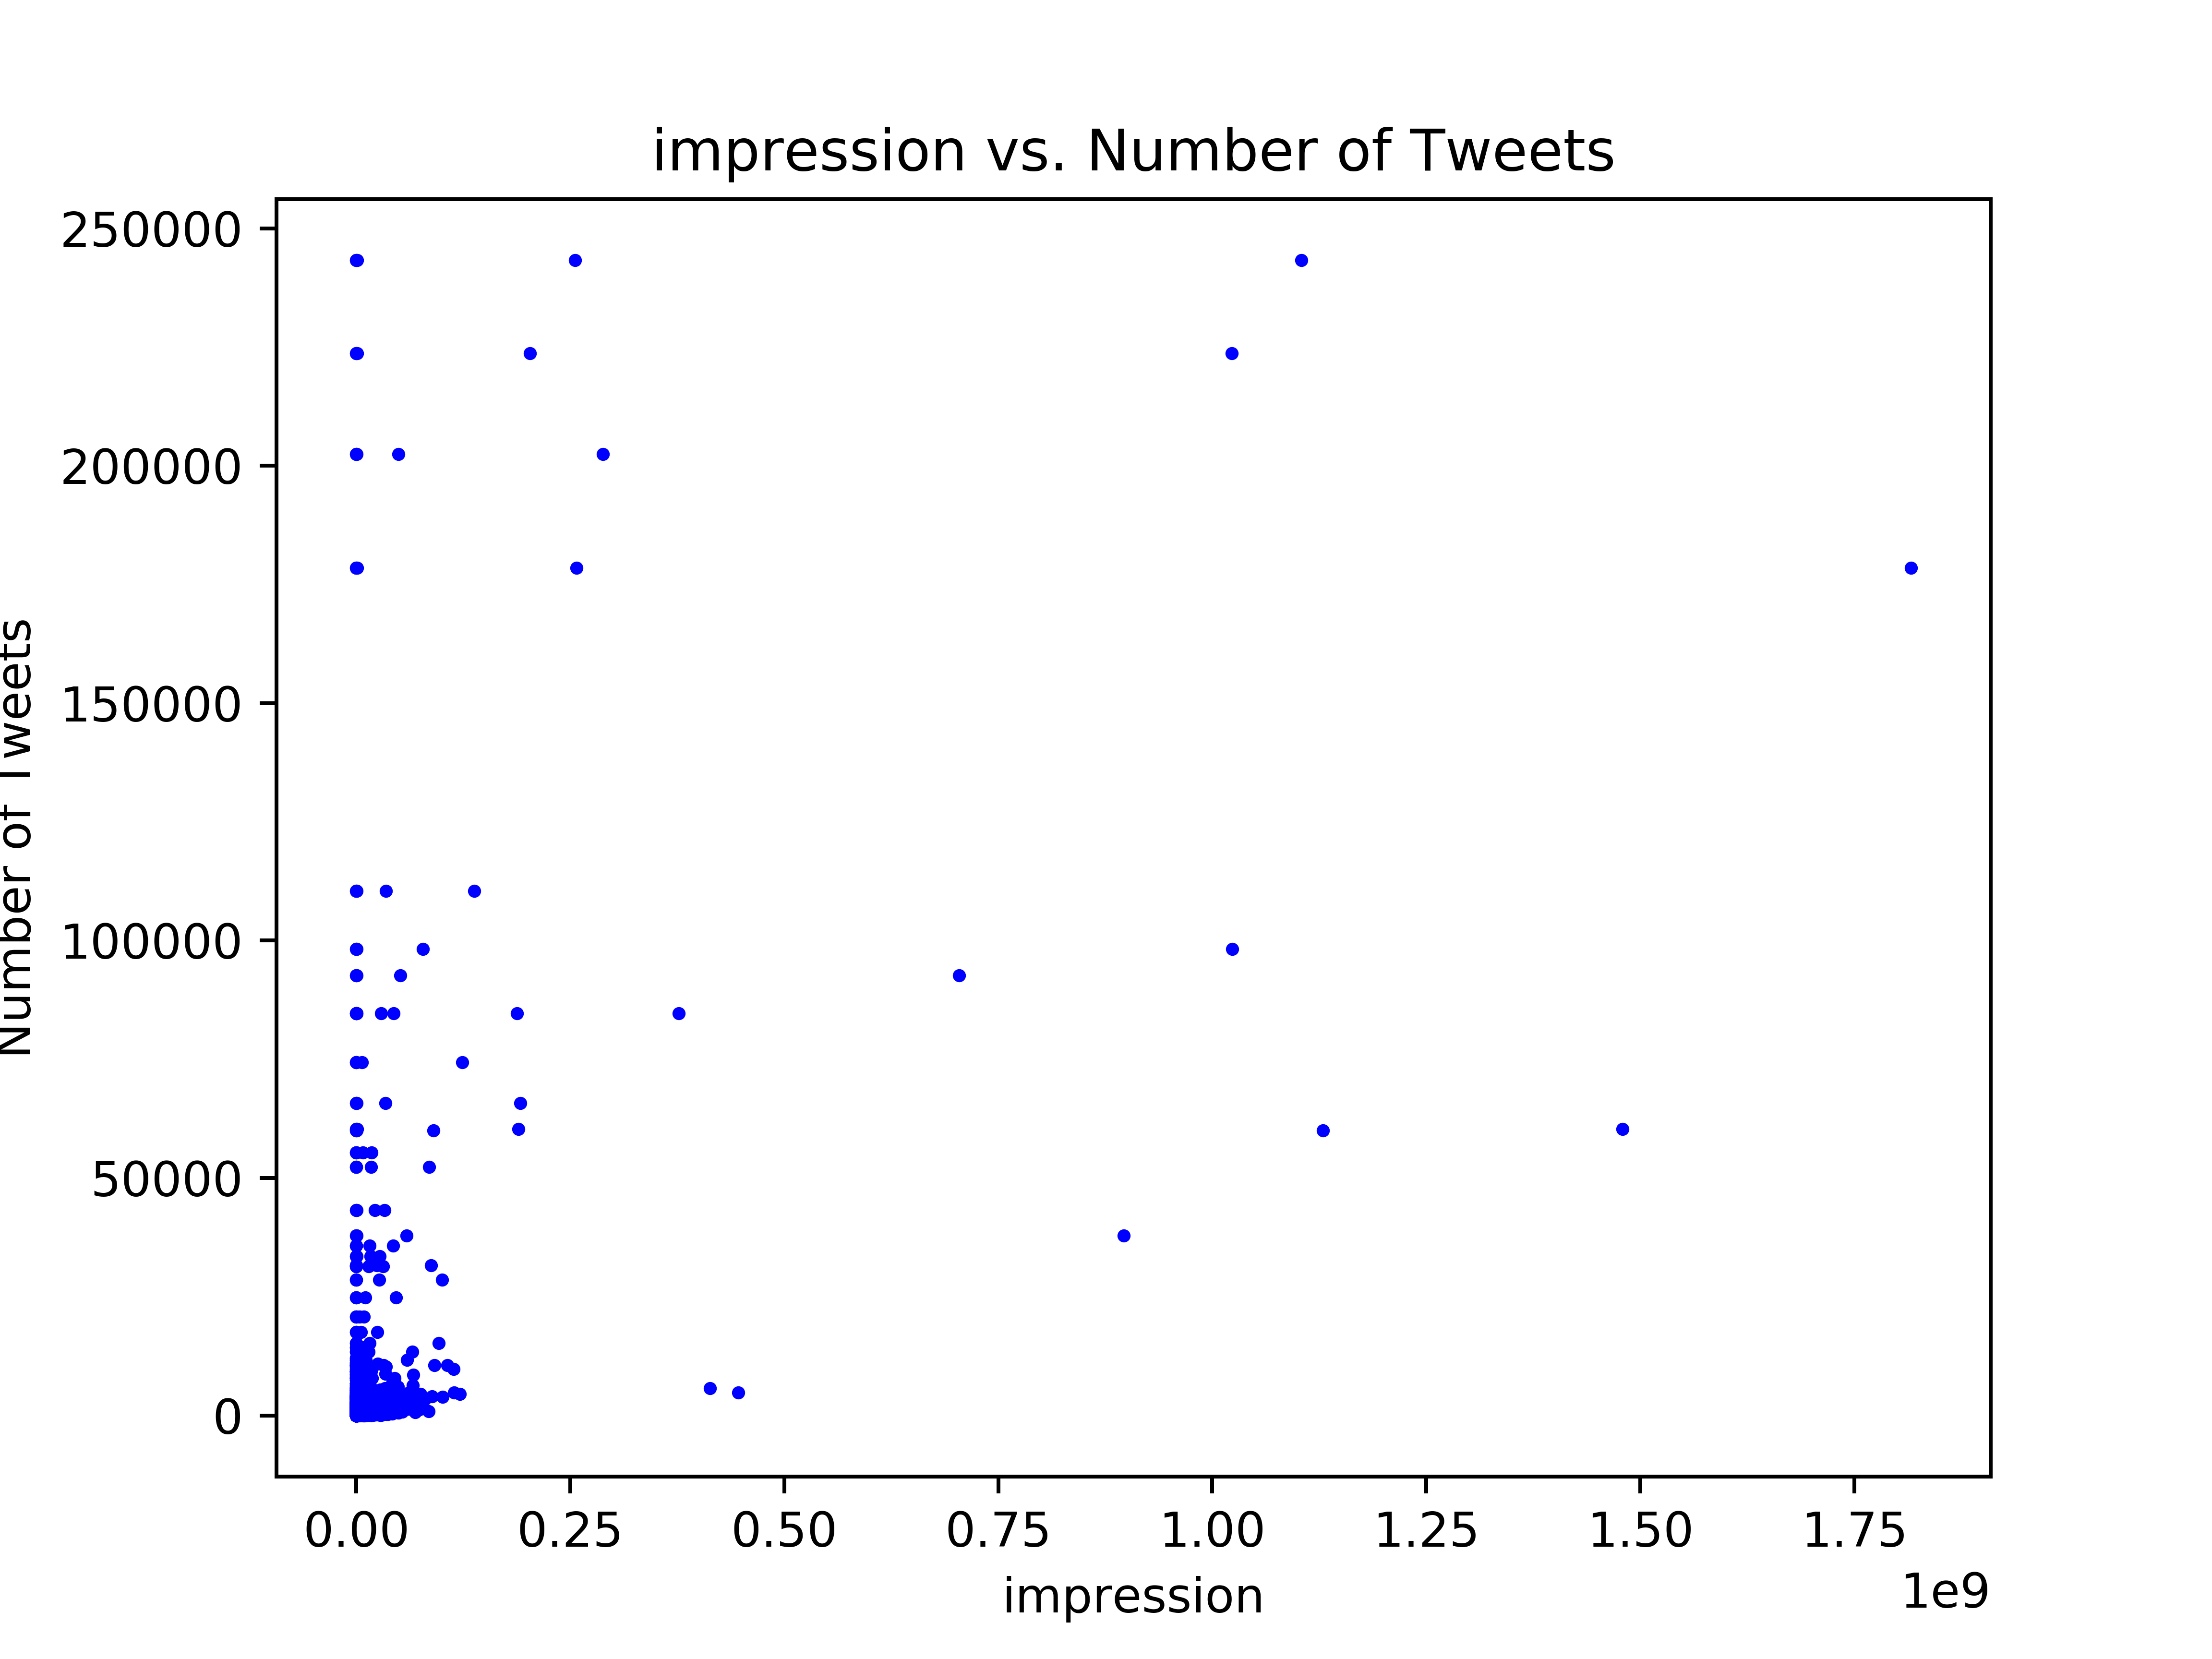 impression vs. Number of Tweets
250000
200000
150000
100000
50000
0
Number of Tweets
0.00 0.25 0.50 0.75 1.00 1.25 1.50 1.75
1e9
impression